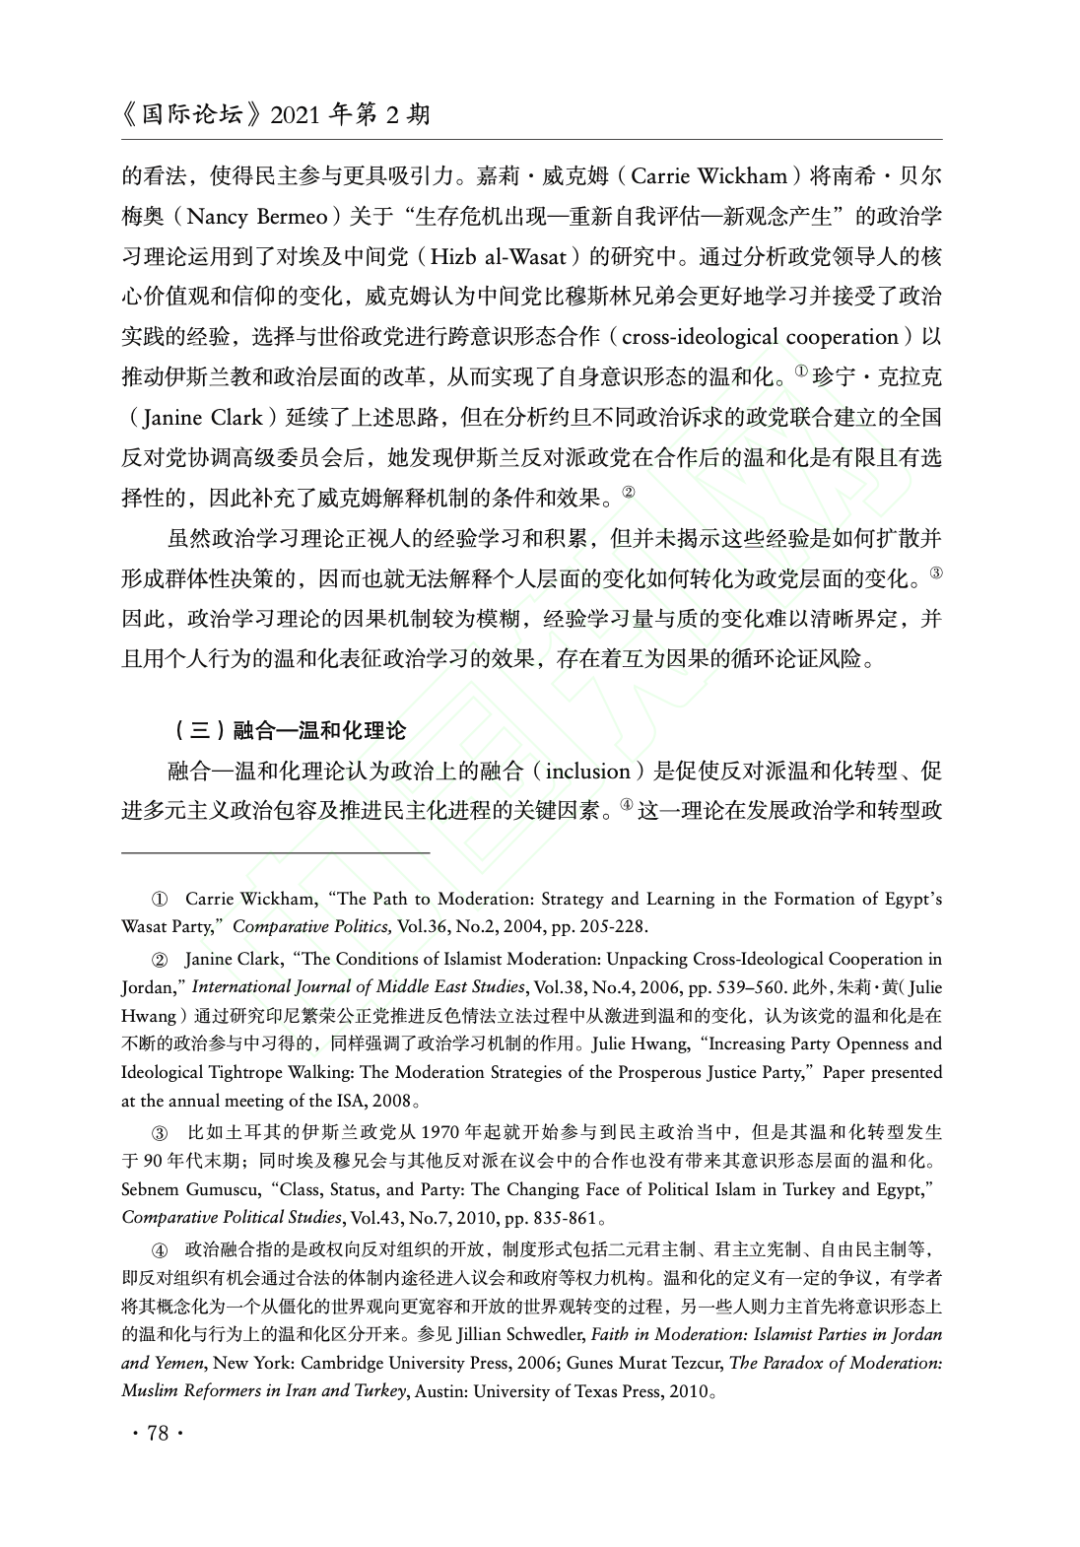 《国际论坛》2021 年第 2 期
的看法，使得民主参与更具吸引力。嘉莉·威克姆（Carrie Wickham）将南希·贝尔
梅奥（Nancy Bermeo）关于“生存危机出现—重新自我评估—新观念产生”的政治学
习理论运用到了对埃及中间党（Hizb al-Wasat）的研究中。通过分析政党领导人的核
心价值观和信仰的变化，威克姆认为中间党比穆斯林兄弟会更好地学习并接受了政治
实践的经验，选择与世俗政党进行跨意识形态合作（cross-ideological cooperation）以
推动伊斯兰教和政治层面的改革，从而实现了自身意识形态的温和化。① 珍宁·克拉克
（Janine Clark）延续了上述思路，但在分析约旦不同政治诉求的政党联合建立的全国
反对党协调高级委员会后，她发现伊斯兰反对派政党在合作后的温和化是有限且有选
择性的，因此补充了威克姆解释机制的条件和效果。②
虽然政治学习理论正视人的经验学习和积累，但并未揭示这些经验是如何扩散并
形成群体性决策的，因而也就无法解释个人层面的变化如何转化为政党层面的变化。③
因此，政治学习理论的因果机制较为模糊，经验学习量与质的变化难以清晰界定，并
且用个人行为的温和化表征政治学习的效果，存在着互为因果的循环论证风险。
（三）融合—温和化理论
融合—温和化理论认为政治上的融合（inclusion）是促使反对派温和化转型、促
进多元主义政治包容及推进民主化进程的关键因素。④ 这一理论在发展政治学和转型政
① Carrie Wickham, “The Path to Moderation: Strategy and Learning in the Formation of Egypt’s
Wasat Party,” Comparative Politics, Vol.36, No.2, 2004, pp. 205-228.
② Janine Clark, “The Conditions of Islamist Moderation: Unpacking Cross-Ideological Cooperation in
Jordan,” International Journal of Middle East Studies, Vol.38, No.4, 2006, pp. 539–560. 此外，朱莉·黄（Julie
Hwang）通过研究印尼繁荣公正党推进反色情法立法过程中从激进到温和的变化，认为该党的温和化是在
不断的政治参与中习得的，同样强调了政治学习机制的作用。Julie Hwang, “Increasing Party Openness and
Ideological Tightrope Walking: The Moderation Strategies of the Prosperous Justice Party,” Paper presented
at the annual meeting of the ISA, 2008。
③ 比如土耳其的伊斯兰政党从 1970 年起就开始参与到民主政治当中，但是其温和化转型发生
于 90 年代末期；同时埃及穆兄会与其他反对派在议会中的合作也没有带来其意识形态层面的温和化。
Sebnem Gumuscu, “Class, Status, and Party: The Changing Face of Political Islam in Turkey and Egypt,”
Comparative Political Studies, Vol.43, No.7, 2010, pp. 835-861。
④ 政治融合指的是政权向反对组织的开放，制度形式包括二元君主制、君主立宪制、自由民主制等，
即反对组织有机会通过合法的体制内途径进入议会和政府等权力机构。温和化的定义有一定的争议，有学者
将其概念化为一个从僵化的世界观向更宽容和开放的世界观转变的过程，另一些人则力主首先将意识形态上
的温和化与行为上的温和化区分开来。参见 Jillian Schwedler, Faith in Moderation: Islamist Parties in Jordan
and Yemen, New York: Cambridge University Press, 2006; Gunes Murat Tezcur, The Paradox of Moderation:
Muslim Reformers in Iran and Turkey, Austin: University of Texas Press, 2010。
· 78 ·
中国知网